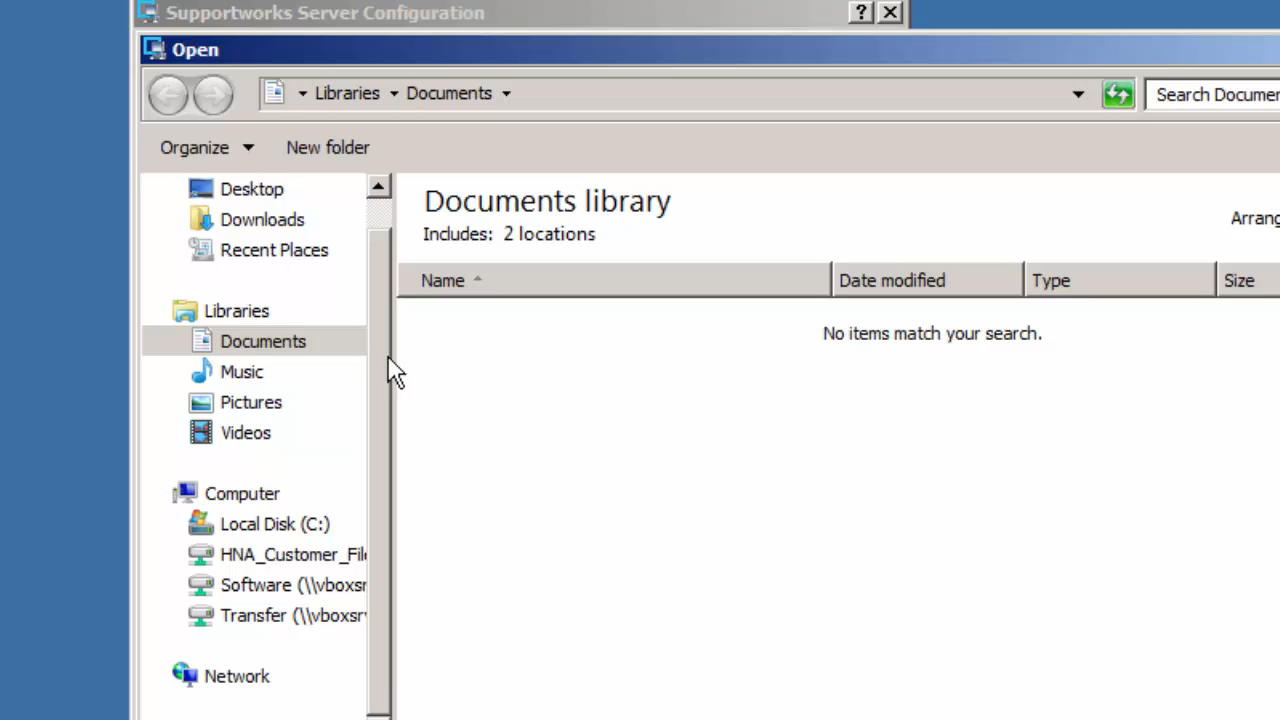 Supportworks Server Configuration
Open
Libraries Documents
Search Documen
Organize New folder
Desktop
Downloads
Recent Places
Libraries
Documents
Music
Pictures
Videos
Computer
Local Disk (C:)
HNA_Customer_File
Software (\\vboxsr
Transfer (\\vboxsrv
Network
Documents library
Includes: 2 locations
Arrang
Name Date modified Type Size
No items match your search.